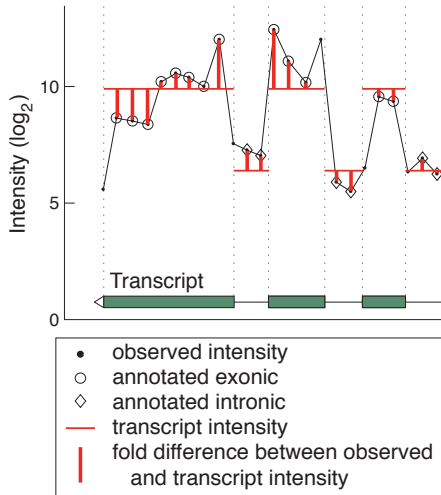 10
5
0
Intensity (log2)
Transcript
observed intensity
annotated exonic
annotated intronic
transcript intensity
fold difference between observed
and transcript intensity